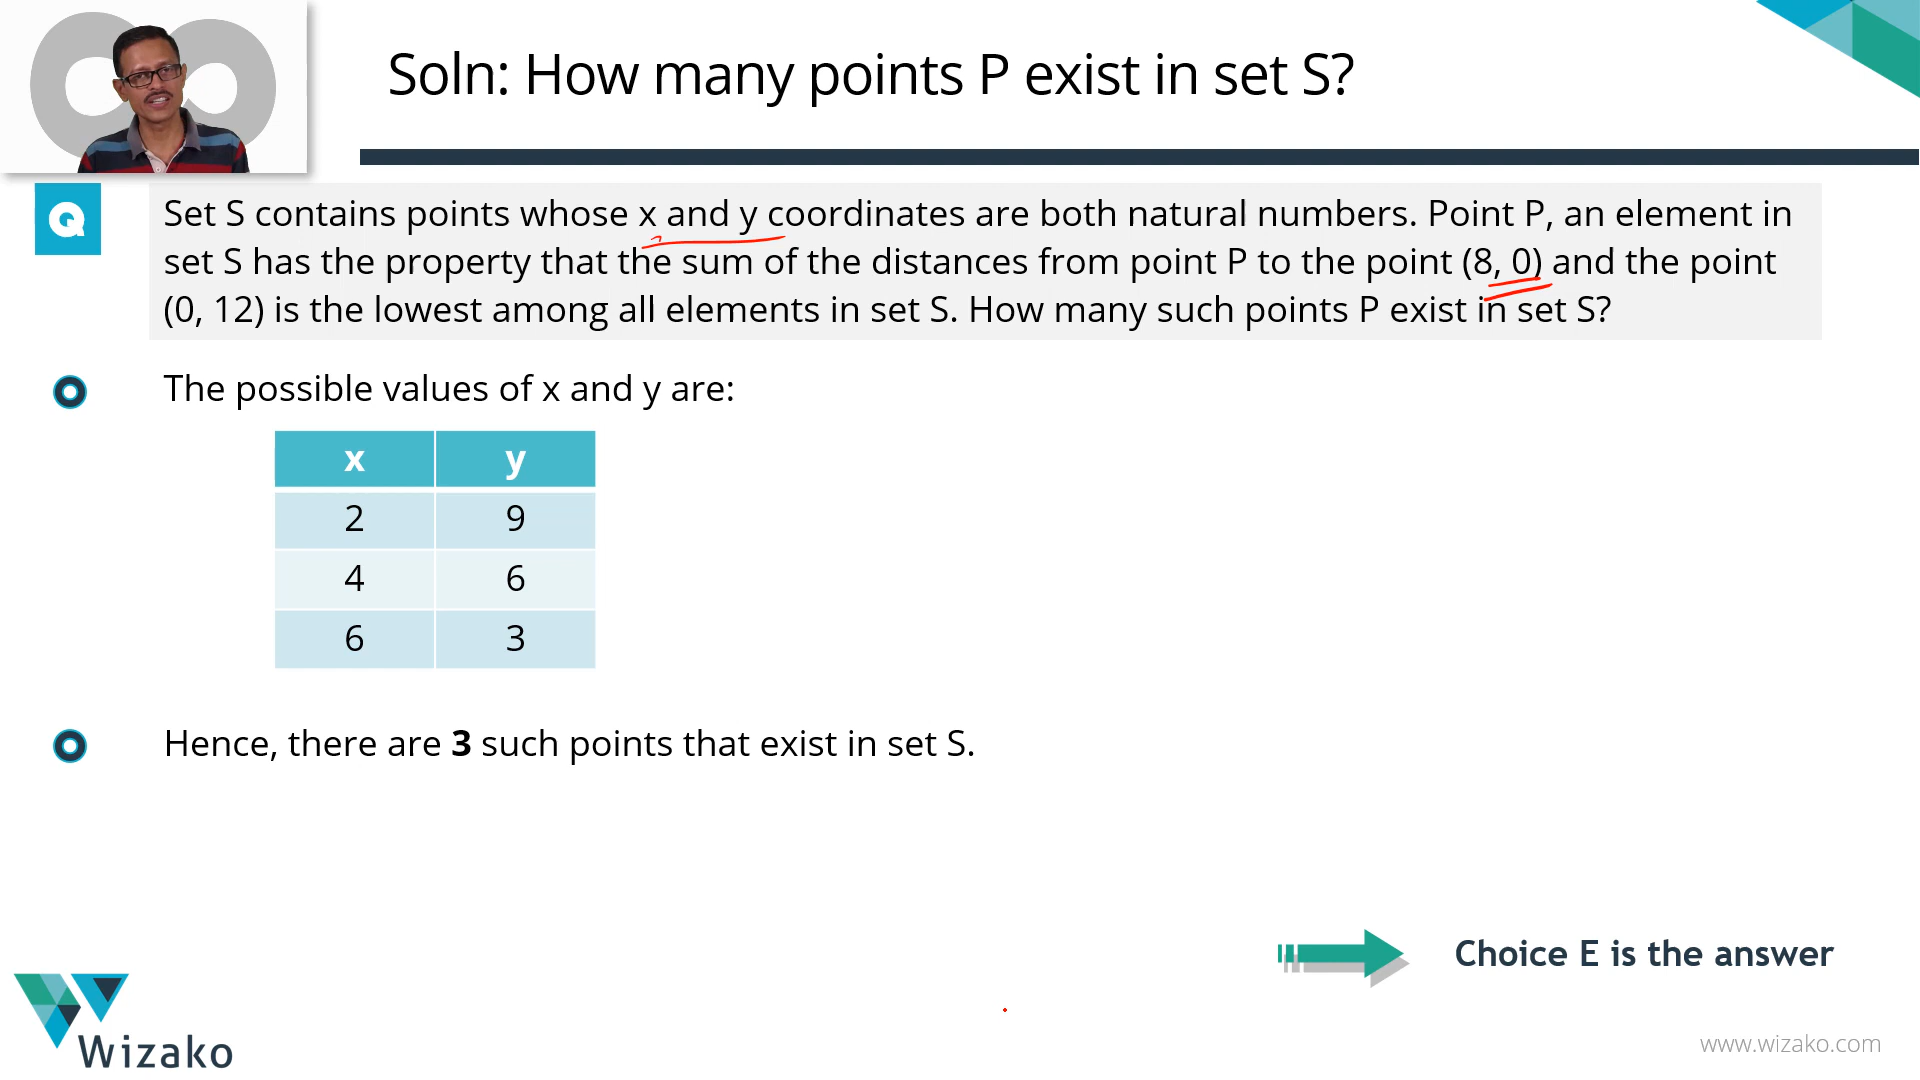 Soln: How many points P exist in set S?
Q
Set S contains points whose x and y coordinates are both natural numbers. Point P, an element in
set S has the property that the sum of the distances from point P to the point (8, 0) and the point
(0, 12) is the lowest among all elements in set S. How many such points P exist in set S?
The possible values of x and y are:
x y
2 9
4 6
6 3
Hence, there are 3 such points that exist in set S.
Choice E is the answer
Wizako
www.wizako.com